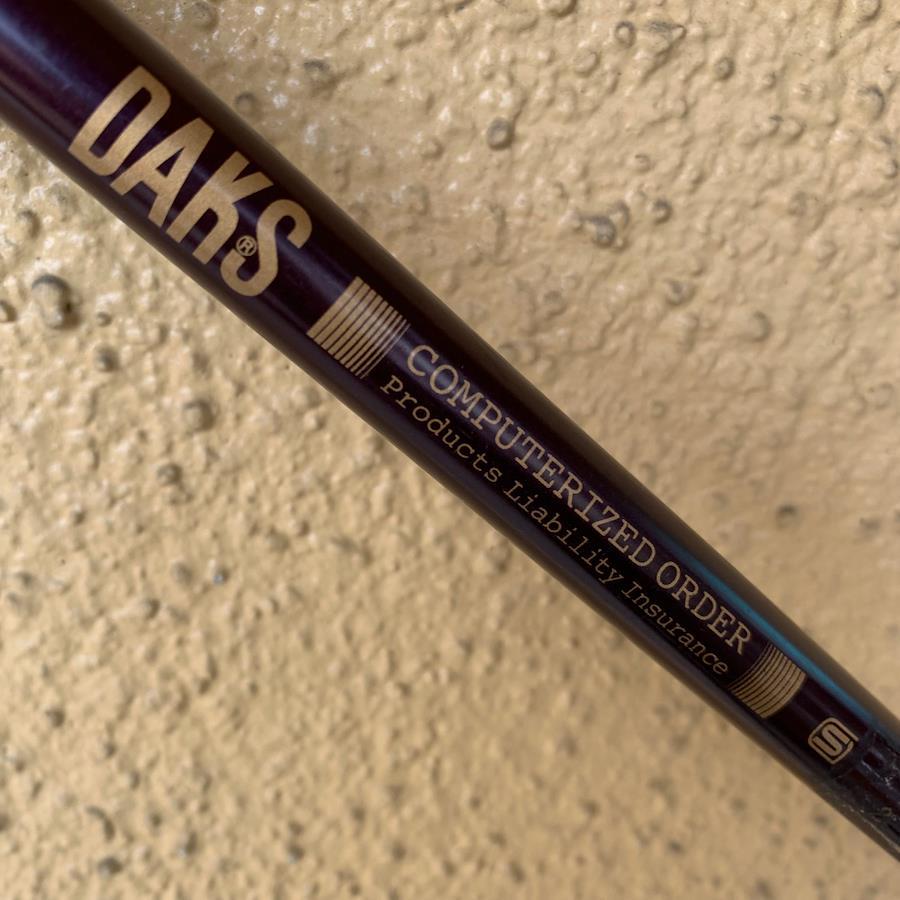 DAKS®
COMPUTERIZED ORDER
Products Liability Insurance
S